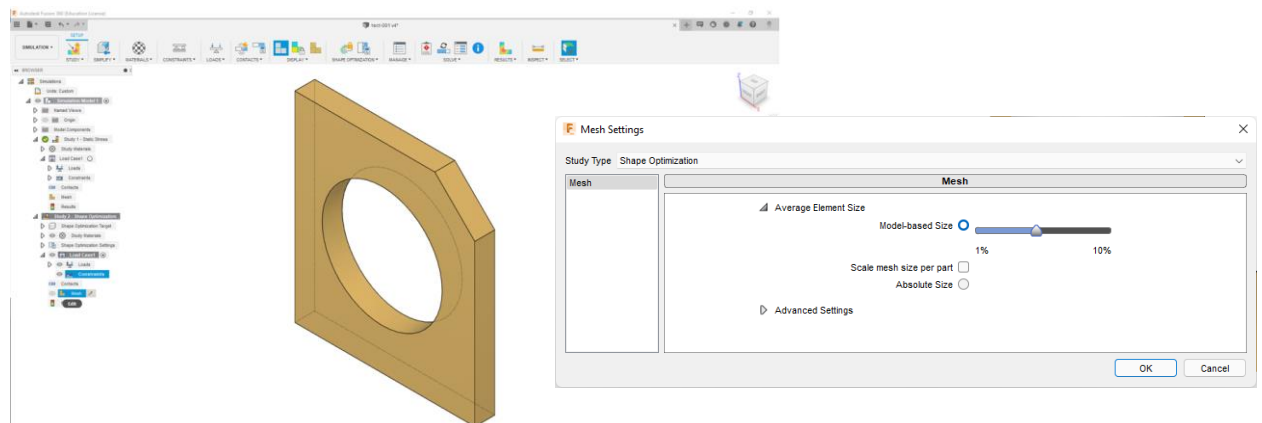 Autodesk Fusion 360 (Education License)
test-DSY v4*
SETUP
SIMULATION
STUDY SIMPLIFY MATERIALS CONSTRAINTS LOADS CONTACTS DISPLAY SHAPE OPTIMIZATION MANAGE SOLVE RESULTS INSPECT SELECT
BROWSER
Simulations
Units: Custom
Simulation Model 1
Named Views
Origin
Model Components
Study 1 - Static Stress
Study Materials
Load Case1
Loads
Constraints
Contacts
Mesh
Results
Study 2 - Shape Optimization
Shape Optimization Target
Study Materials
Shape Optimization Settings
Load Case1
Loads
Constraints
Contacts
Mesh
Edit
Mesh Settings
Study Type Shape Optimization
Mesh
Mesh
Average Element Size
Model-based Size
1% 10%
Scale mesh size per part
Absolute Size
Advanced Settings
OK Cancel